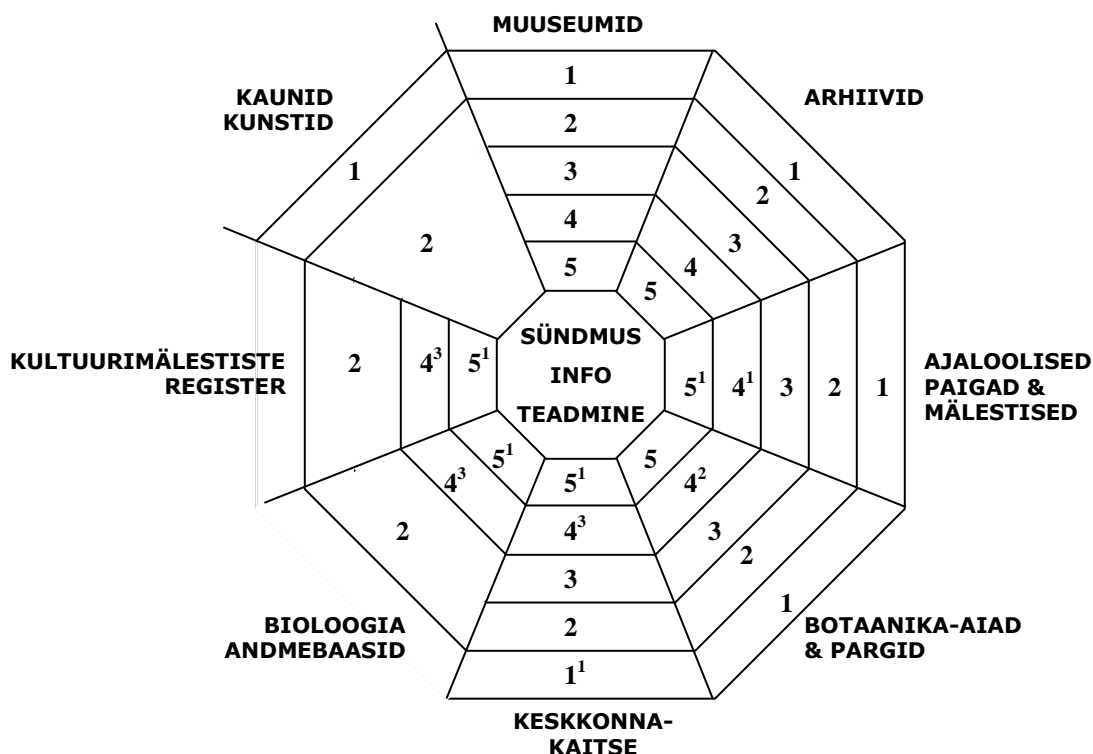 MUUSEUMID
1
2
3
4
5
ARHIIVID
1
2
3
4
5
AJALOOLISED
PAIGAD &
MÄLESTISED
5¹ 4¹ 3 2 1
BOTAANIKA-AIAD
& PARGID
5
4²
3
2
1
5¹
4³
3
2
1¹
KESKKONNA-
KAITSE
BIOLOOGIA
ANDMEBAASID
5¹
4³
2
KULTUURIMÄLESTISTE
REGISTER
2 4³ 5¹
KAUNID
KUNSTID
1
2
SÜNDMUS
INFO
TEADMINE